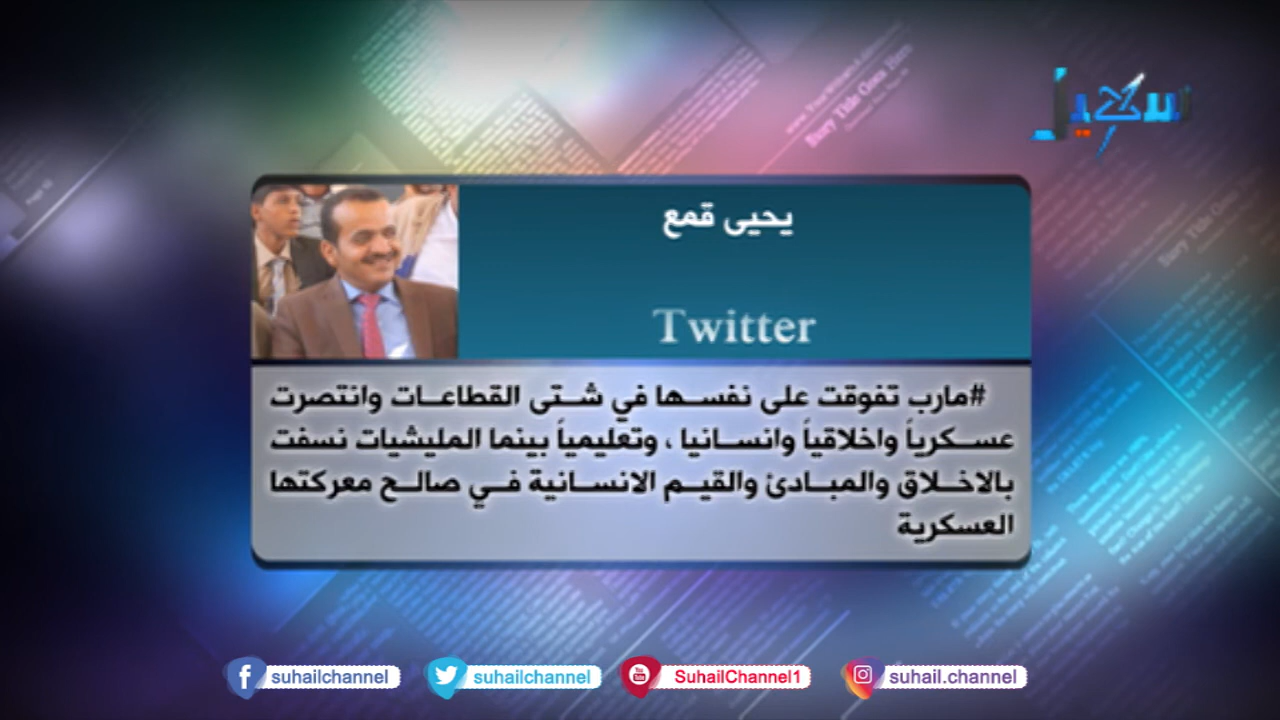 سهيل
يحيى قمع
Twitter
#مارب تفوقت على نفسها في شتى القطاعات وانتصرت
عسكرياً واخلاقياً وانسانيا ، وتعليمياً بينما المليشيات نسفت
بالاخلاق والمبادئ والقيم الانسانية في صالح معركتها
العسكرية
suhailchannel
suhailchannel
SuhailChannel1
suhail.channel